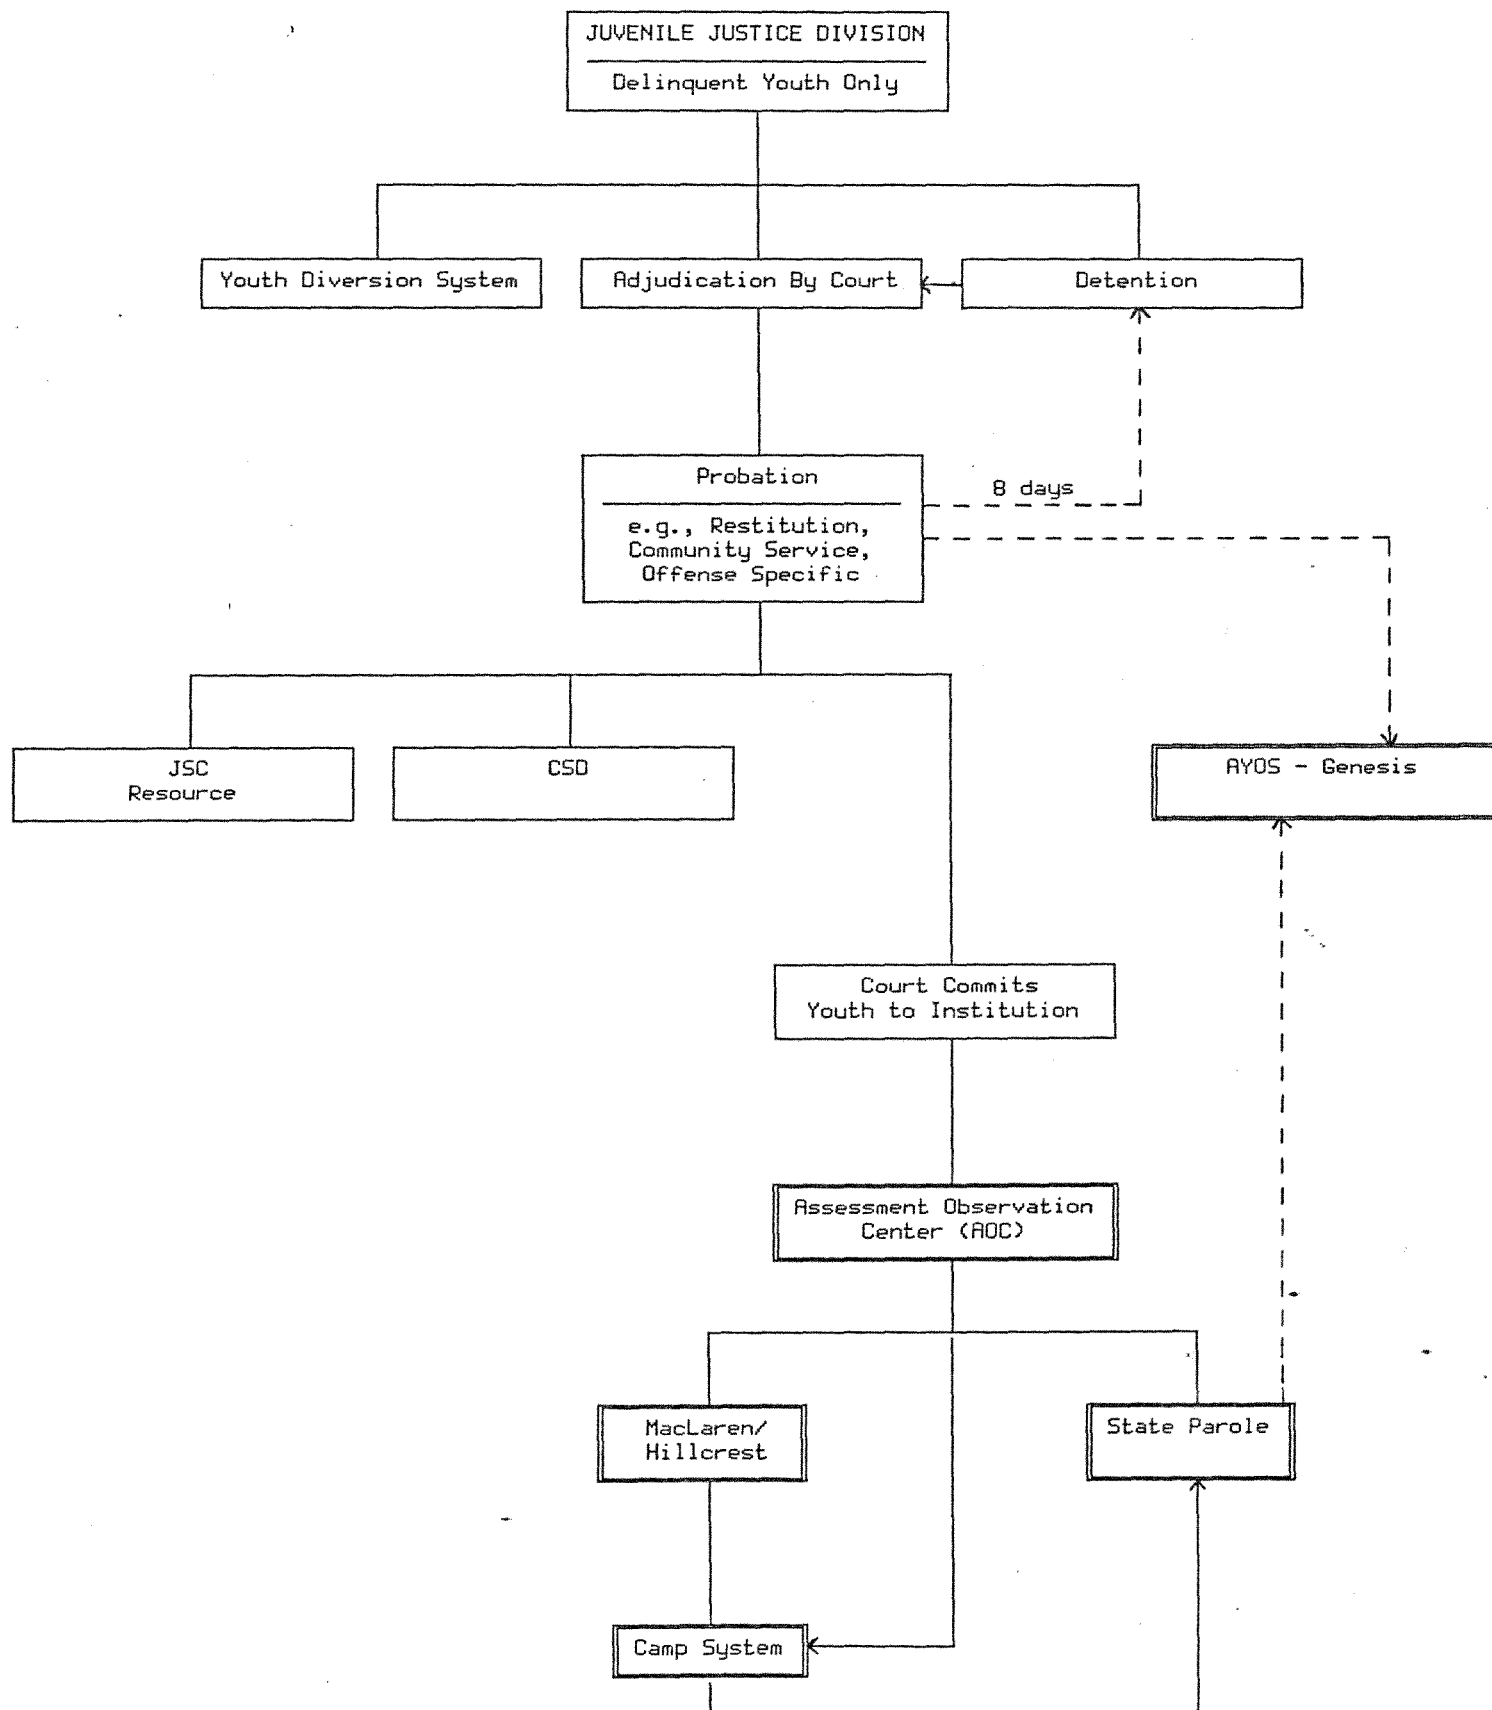 JUVENILE JUSTICE DIVISION
Delinquent Youth Only
Youth Diversion System
Adjudication By Court
Detention
Probation
8 days
e.g., Restitution,
Community Service,
Offense Specific
JSC
Resource
CSD
AYOS - Genesis
Court Commits
Youth to Institution
Assessment Observation
Center (AOC)
MacLaren/
Hillcrest
State Parole
Camp System